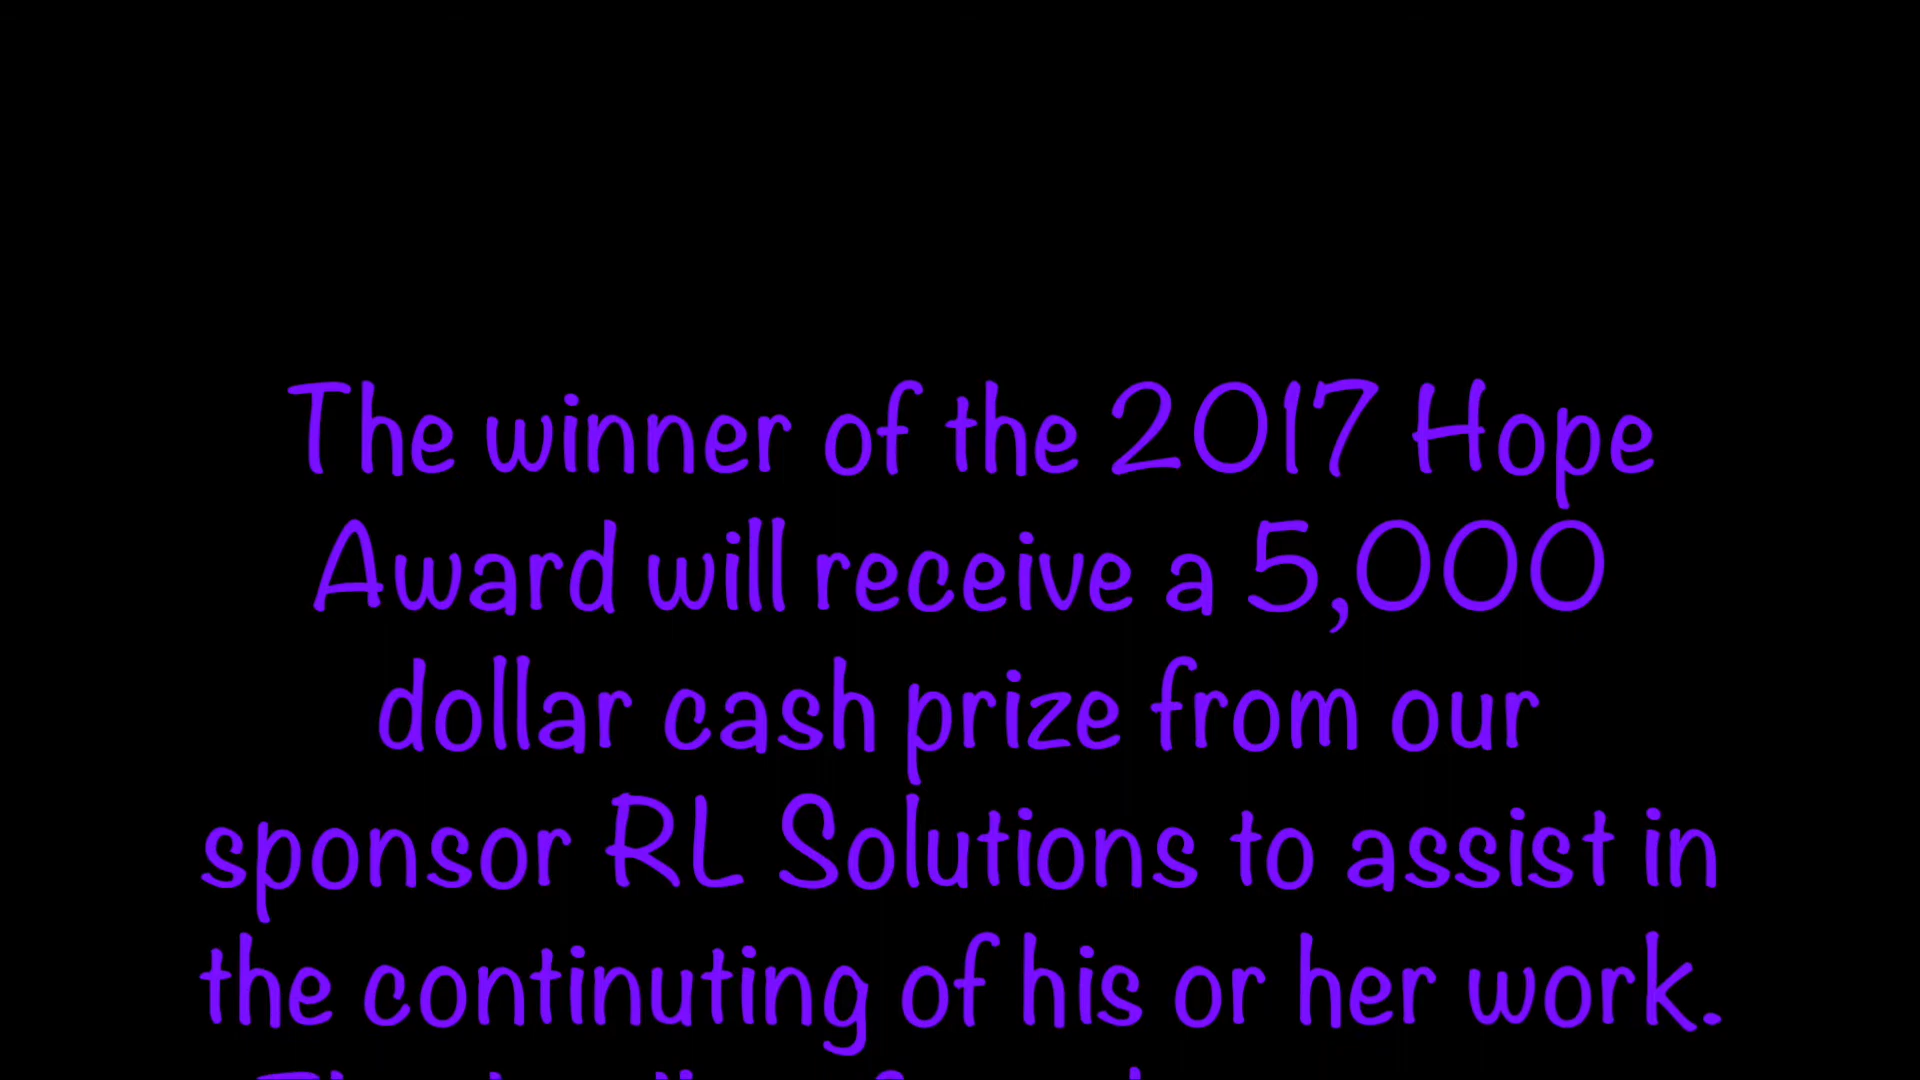 The winner of the 2017 Hope
Award will receive a 5,000
dollar cash prize from our
sponsor RL Solutions to assist in
the continuting of his or her work.